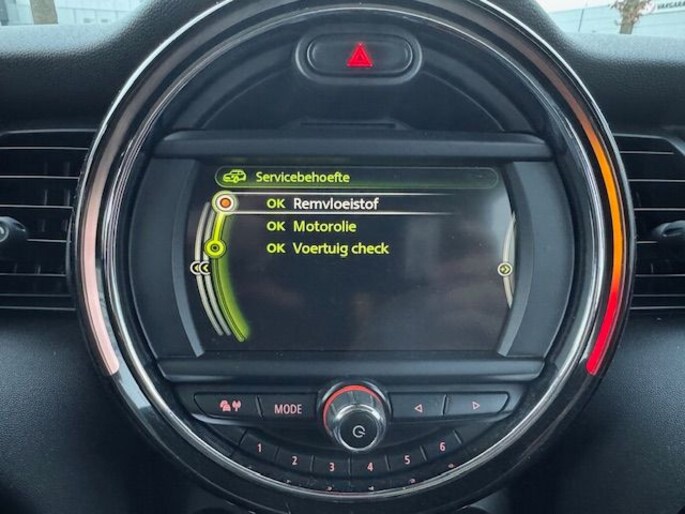 Servicebehoefte
OK Remvloeistof
OK Motorolie
OK Voertuig check
MODE
1 2 3 4 5 6